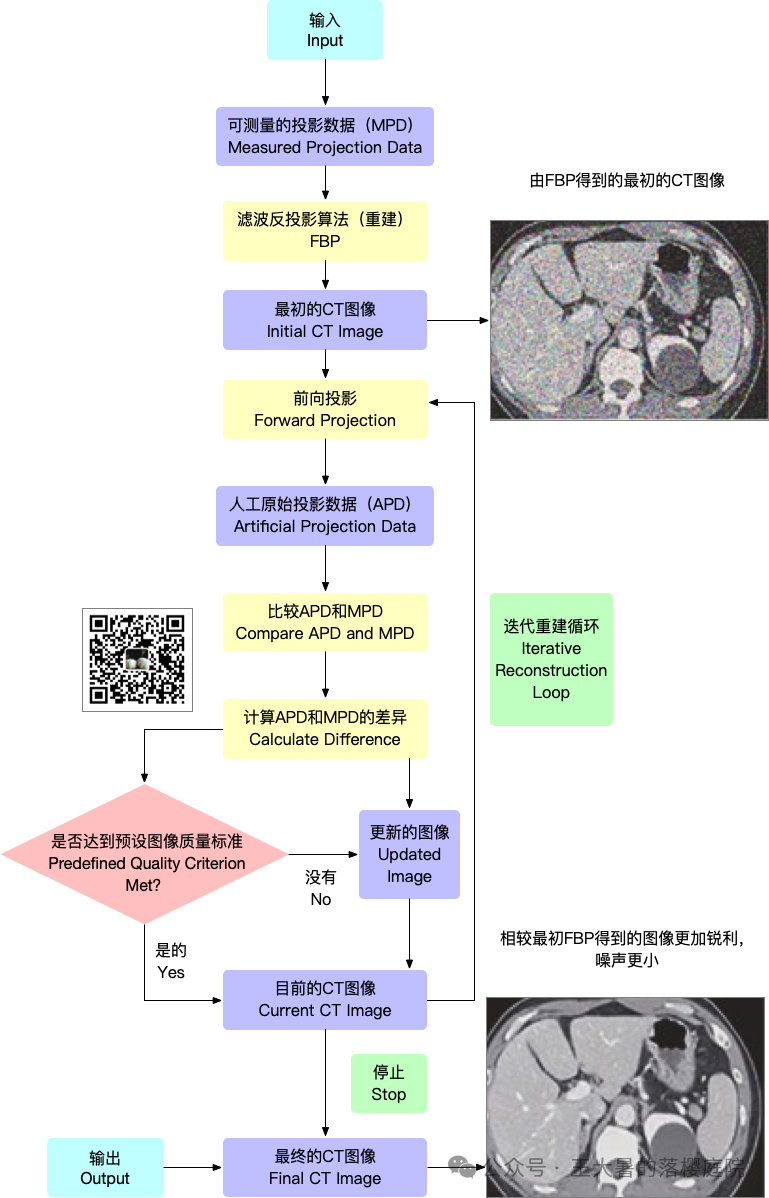 输入
Input
可测量的投影数据（MPD）
Measured Projection Data
由FBP得到的最初的CT图像
滤波反投影算法（重建）
FBP
最初的CT图像
Initial CT Image
前向投影
Forward Projection
人工原始投影数据（APD）
Artificial Projection Data
比较APD和MPD
Compare APD and MPD
迭代重建循环
Iterative
Reconstruction
Loop
计算APD和MPD的差异
Calculate Difference
是否达到预设图像质量标准
Predefined Quality Criterion
Met?
没有
No
更新的图像
Updated
Image
是的
Yes
相较最初FBP得到的图像更加锐利，
噪声更小
目前的CT图像
Current CT Image
停止
Stop
输出
Output
最终的CT图像
Final CT Image
公众号·王大暑的落樱庭院